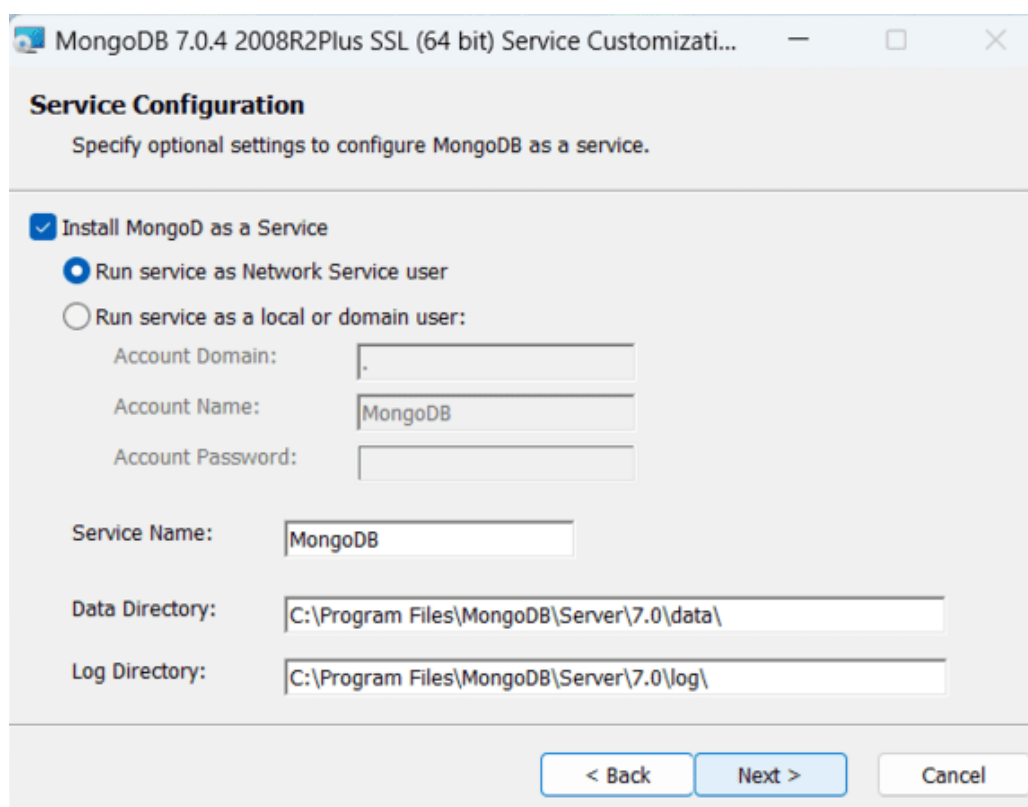 MongoDB 7.0.4 2008R2Plus SSL (64 bit) Service Customizati...
Service Configuration
Specify optional settings to configure MongoDB as a service.
Install MongoD as a Service
Run service as Network Service user
Run service as a local or domain user:
Account Domain: .
Account Name: MongoDB
Account Password:
Service Name: MongoDB
Data Directory: C:\Program Files\MongoDB\Server\7.0\data\
Log Directory: C:\Program Files\MongoDB\Server\7.0\log\
< Back Next > Cancel